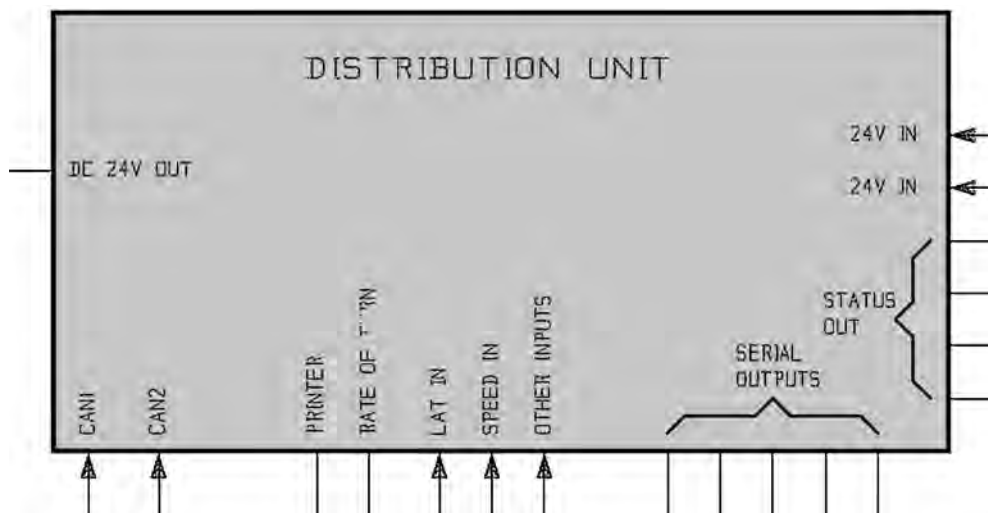 DISTRIBUTION UNIT
24V IN
DC 24V OUT
24V IN
STATUS
OUT
SERIAL
OUTPUTS
CAN1
CAN2
PRINTER
RATE OF
LAT IN
SPEED IN
OTHER INPUTS